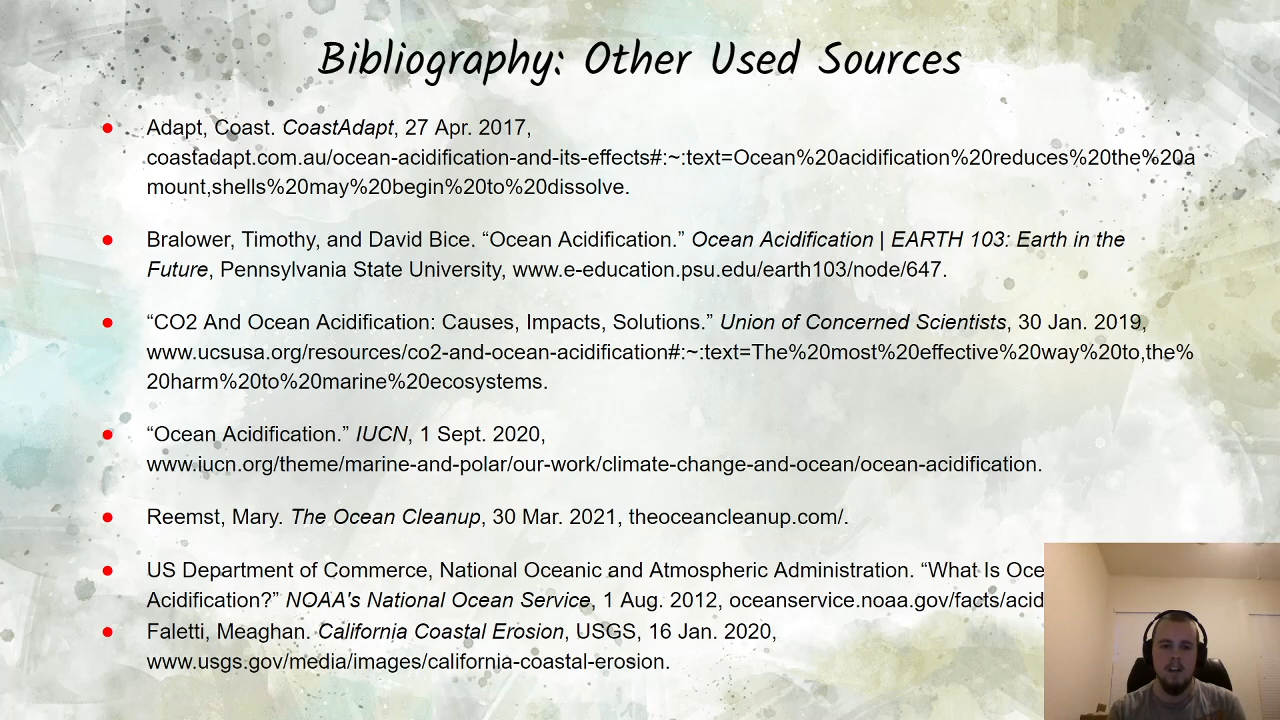 Bibliography: Other Used Sources
Adapt, Coast. CoastAdapt, 27 Apr. 2017,
coastadapt.com.au/ocean-acidification-and-its-effects#:~:text=Ocean%20acidification%20reduces%20the%20a
mount,shells%20may%20begin%20to%20dissolve.
Bralower, Timothy, and David Bice. “Ocean Acidification.” Ocean Acidification | EARTH 103: Earth in the
Future, Pennsylvania State University, www.e-education.psu.edu/earth103/node/647.
“CO2 And Ocean Acidification: Causes, Impacts, Solutions.” Union of Concerned Scientists, 30 Jan. 2019,
www.ucsusa.org/resources/co2-and-ocean-acidification#:~:text=The%20most%20effective%20way%20to,the%
20harm%20to%20marine%20ecosystems.
“Ocean Acidification.” IUCN, 1 Sept. 2020,
www.iucn.org/theme/marine-and-polar/our-work/climate-change-and-ocean/ocean-acidification.
Reemst, Mary. The Ocean Cleanup, 30 Mar. 2021, theoceancleanup.com/.
US Department of Commerce, National Oceanic and Atmospheric Administration. “What Is Oce
Acidification?” NOAA's National Ocean Service, 1 Aug. 2012, oceanservice.noaa.gov/facts/acid
Faletti, Meaghan. California Coastal Erosion, USGS, 16 Jan. 2020,
www.usgs.gov/media/images/california-coastal-erosion.